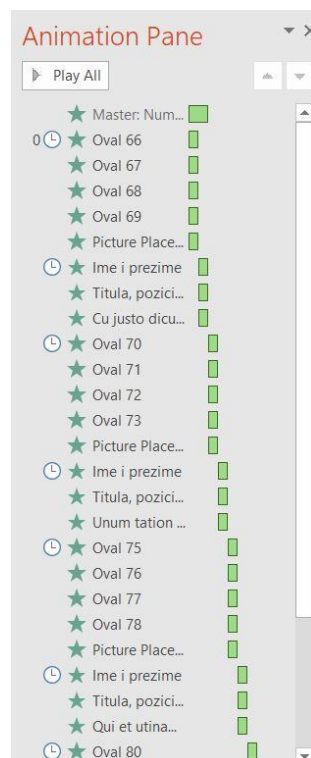 Animation Pane
Play All
Master: Num...
0 Oval 66
Oval 67
Oval 68
Oval 69
Picture Place...
Ime i prezime
Titula, pozici...
Cu justo dicu...
Oval 70
Oval 71
Oval 72
Oval 73
Picture Place...
Ime i prezime
Titula, pozici...
Unum tation ...
Oval 75
Oval 76
Oval 77
Oval 78
Picture Place...
Ime i prezime
Titula, pozici...
Qui et utina...
Oval 80